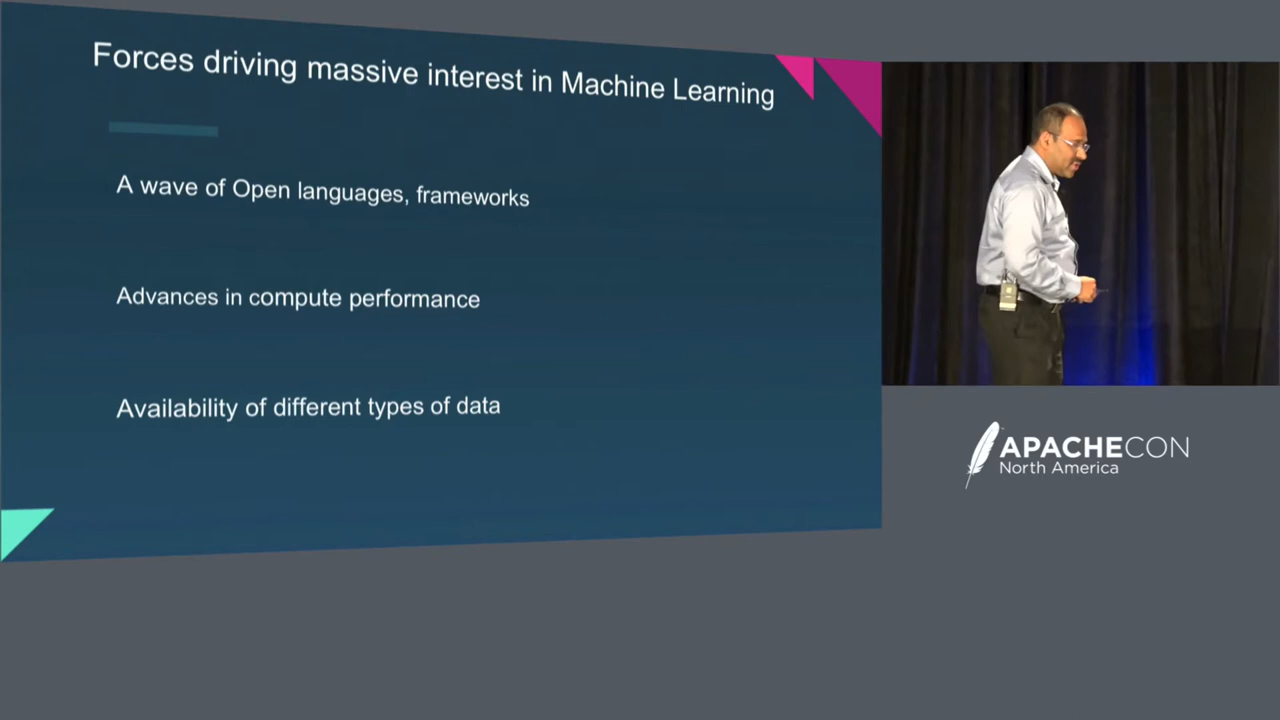 Forces driving massive interest in Machine Learning
A wave of Open languages, frameworks
Advances in compute performance
Availability of different types of data
APACHECON
North America